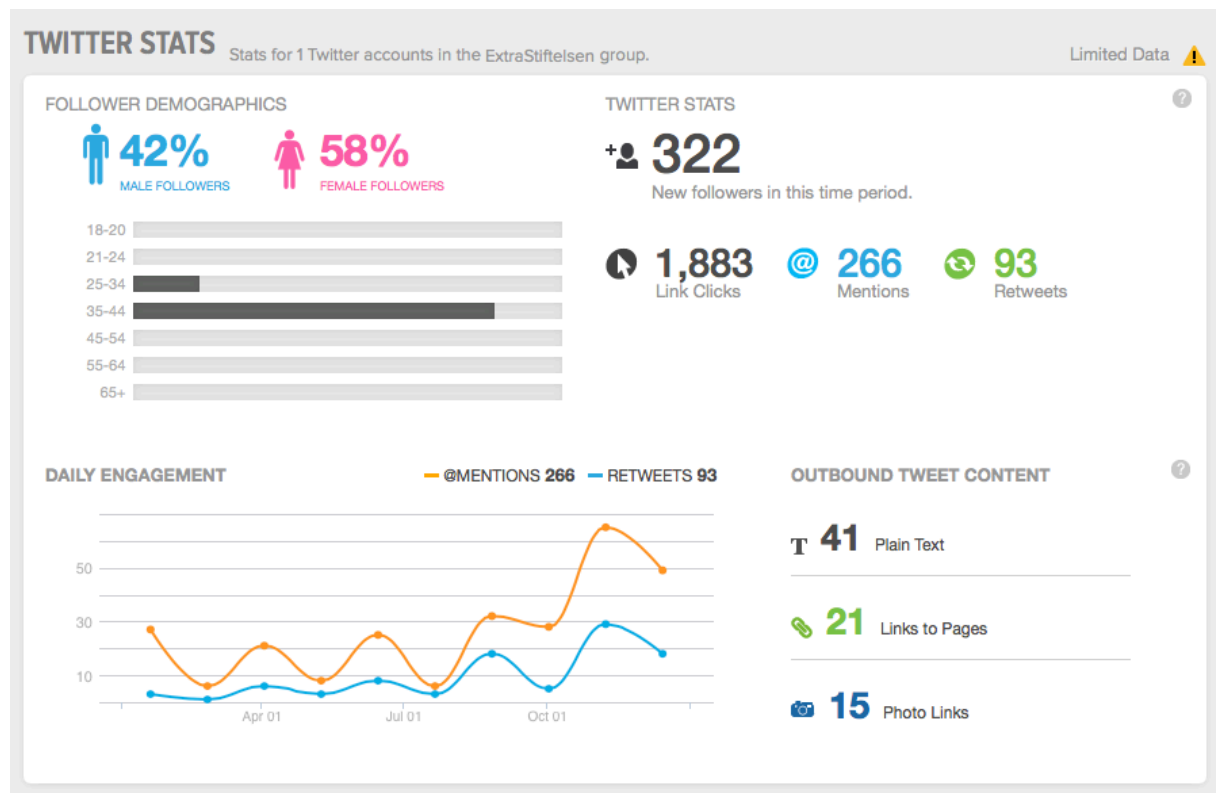 TWITTER STATS Stats for 1 Twitter accounts in the ExtraStiftelsen group.
Limited Data
FOLLOWER DEMOGRAPHICS
42%
MALE FOLLOWERS
58%
FEMALE FOLLOWERS
18-20
21-24
25-34
35-44
45-54
55-64
65+
TWITTER STATS
?
322
New followers in this time period.
1,883
Link Clicks
@ 266
Mentions
93
Retweets
DAILY ENGAGEMENT
@MENTIONS 266 RETWEETS 93
50
30
10
Apr 01 Jul 01 Oct 01
OUTBOUND TWEET CONTENT
?
T 41 Plain Text
21 Links to Pages
15 Photo Links